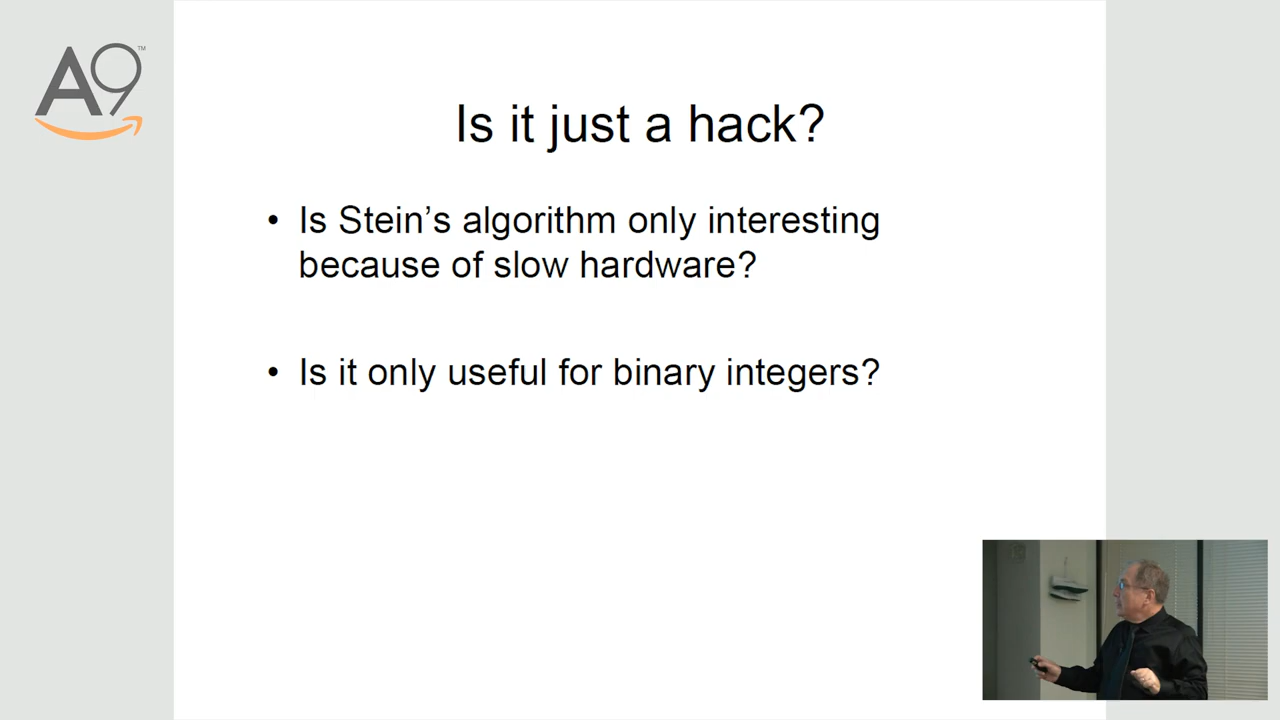 A9™
Is it just a hack?
• Is Stein's algorithm only interesting
because of slow hardware?
• Is it only useful for binary integers?